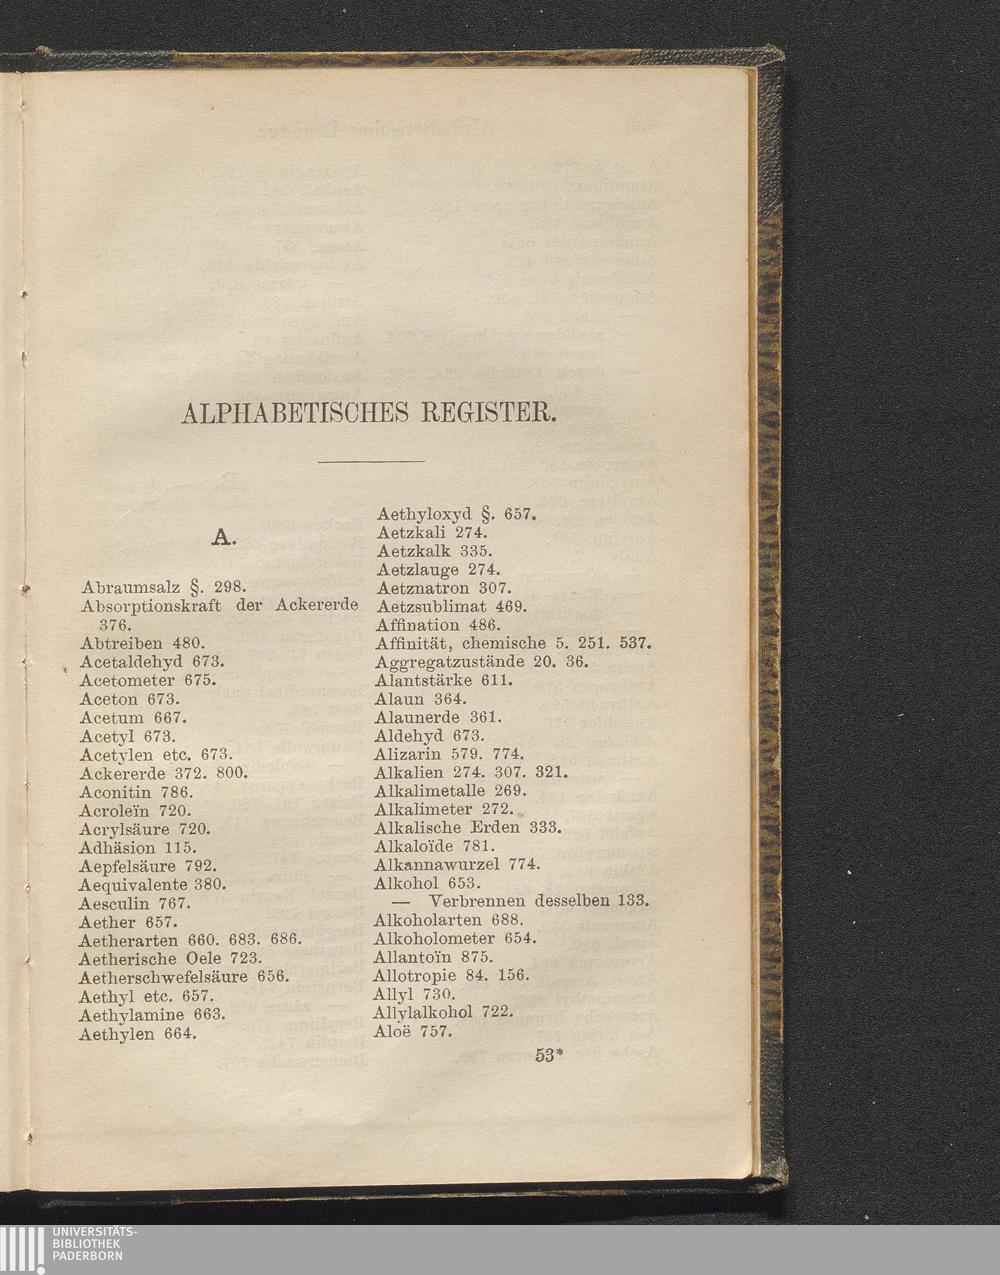 ALPHABETISCHES REGISTER.
A.
Abraumsalz §. 298.
Absorptionskraft der Ackererde
376.
Abtreiben 480.
Acetaldehyd 673.
Acetometer 675.
Aceton 673.
Acetum 667.
Acetyl 673.
Acetylen etc. 673.
Ackererde 372. 800.
Aconitin 786.
Acroleïn 720.
Acrylsäure 720.
Adhäsion 115.
Aepfelsäure 792.
Aequivalente 380.
Aesculin 767.
Aether 657.
Aetherarten 660. 683. 686.
Aetherische Oele 723.
Aetherschwefelsäure 656.
Aethyl etc. 657.
Aethylamine 663.
Aethylen 664.
Aethyloxyd §. 657.
Aetzkali 274.
Aetzkalk 335.
Aetzlauge 274.
Aetznatron 307.
Aetzsublimat 469.
Affination 486.
Affinität, chemische 5. 251. 537.
Aggregatzustände 20. 36.
Alantstärke 611.
Alaun 364.
Alaunerde 361.
Aldehyd 673.
Alizarin 579. 774.
Alkalien 274. 307. 321.
Alkalimetalle 269.
Alkalimeter 272.
Alkalische Erden 333.
Alkaloïde 781.
Alkannawurzel 774.
Alkohol 653.
— Verbrennen desselben 133.
Alkoholarten 688.
Alkoholometer 654.
Allantoïn 875.
Allotropie 84. 156.
Allyl 730.
Allylalkohol 722.
Aloë 757.
53*
UNIVERSITÄTS-
BIBLIOTHEK
PADERBORN